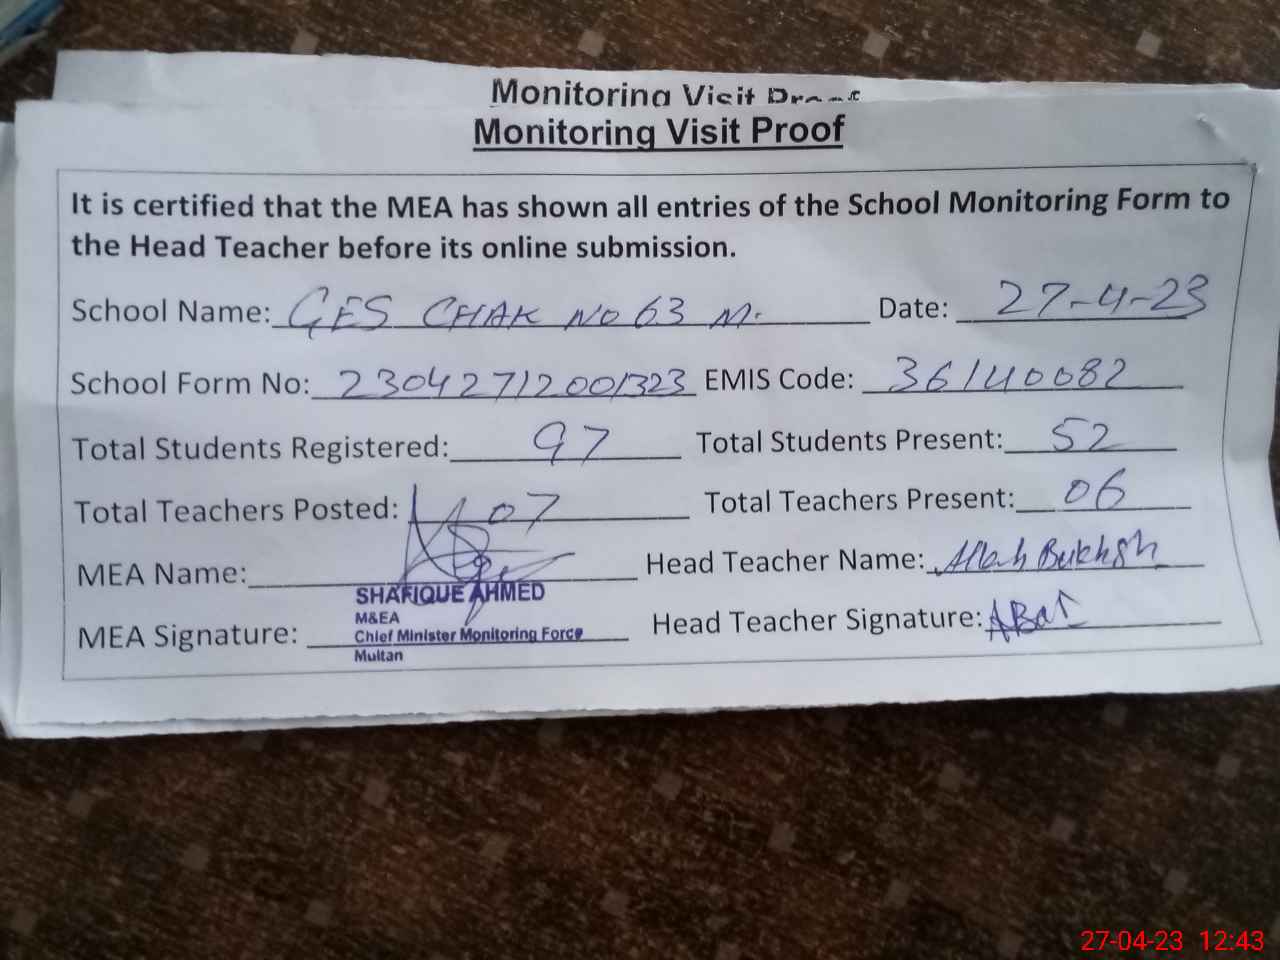 Monitoring Visit Proof
Monitoring Visit Proof
It is certified that the MEA has shown all entries of the School Monitoring Form to
the Head Teacher before its online submission.
School Name: GES CHAK NO 63 M. Date: 27-4-23
School Form No: 23042712001323 EMIS Code: 36140082
Total Students Registered: 97 Total Students Present: 52
Total Teachers Posted: 07 Total Teachers Present: 06
MEA Name: Head Teacher Name: Allah Bukhsh
SHAFIQUE AHMED
M&EA
MEA Signature: Chief Minister Monitoring Force Head Teacher Signature:
Multan
27-04-23 12:43